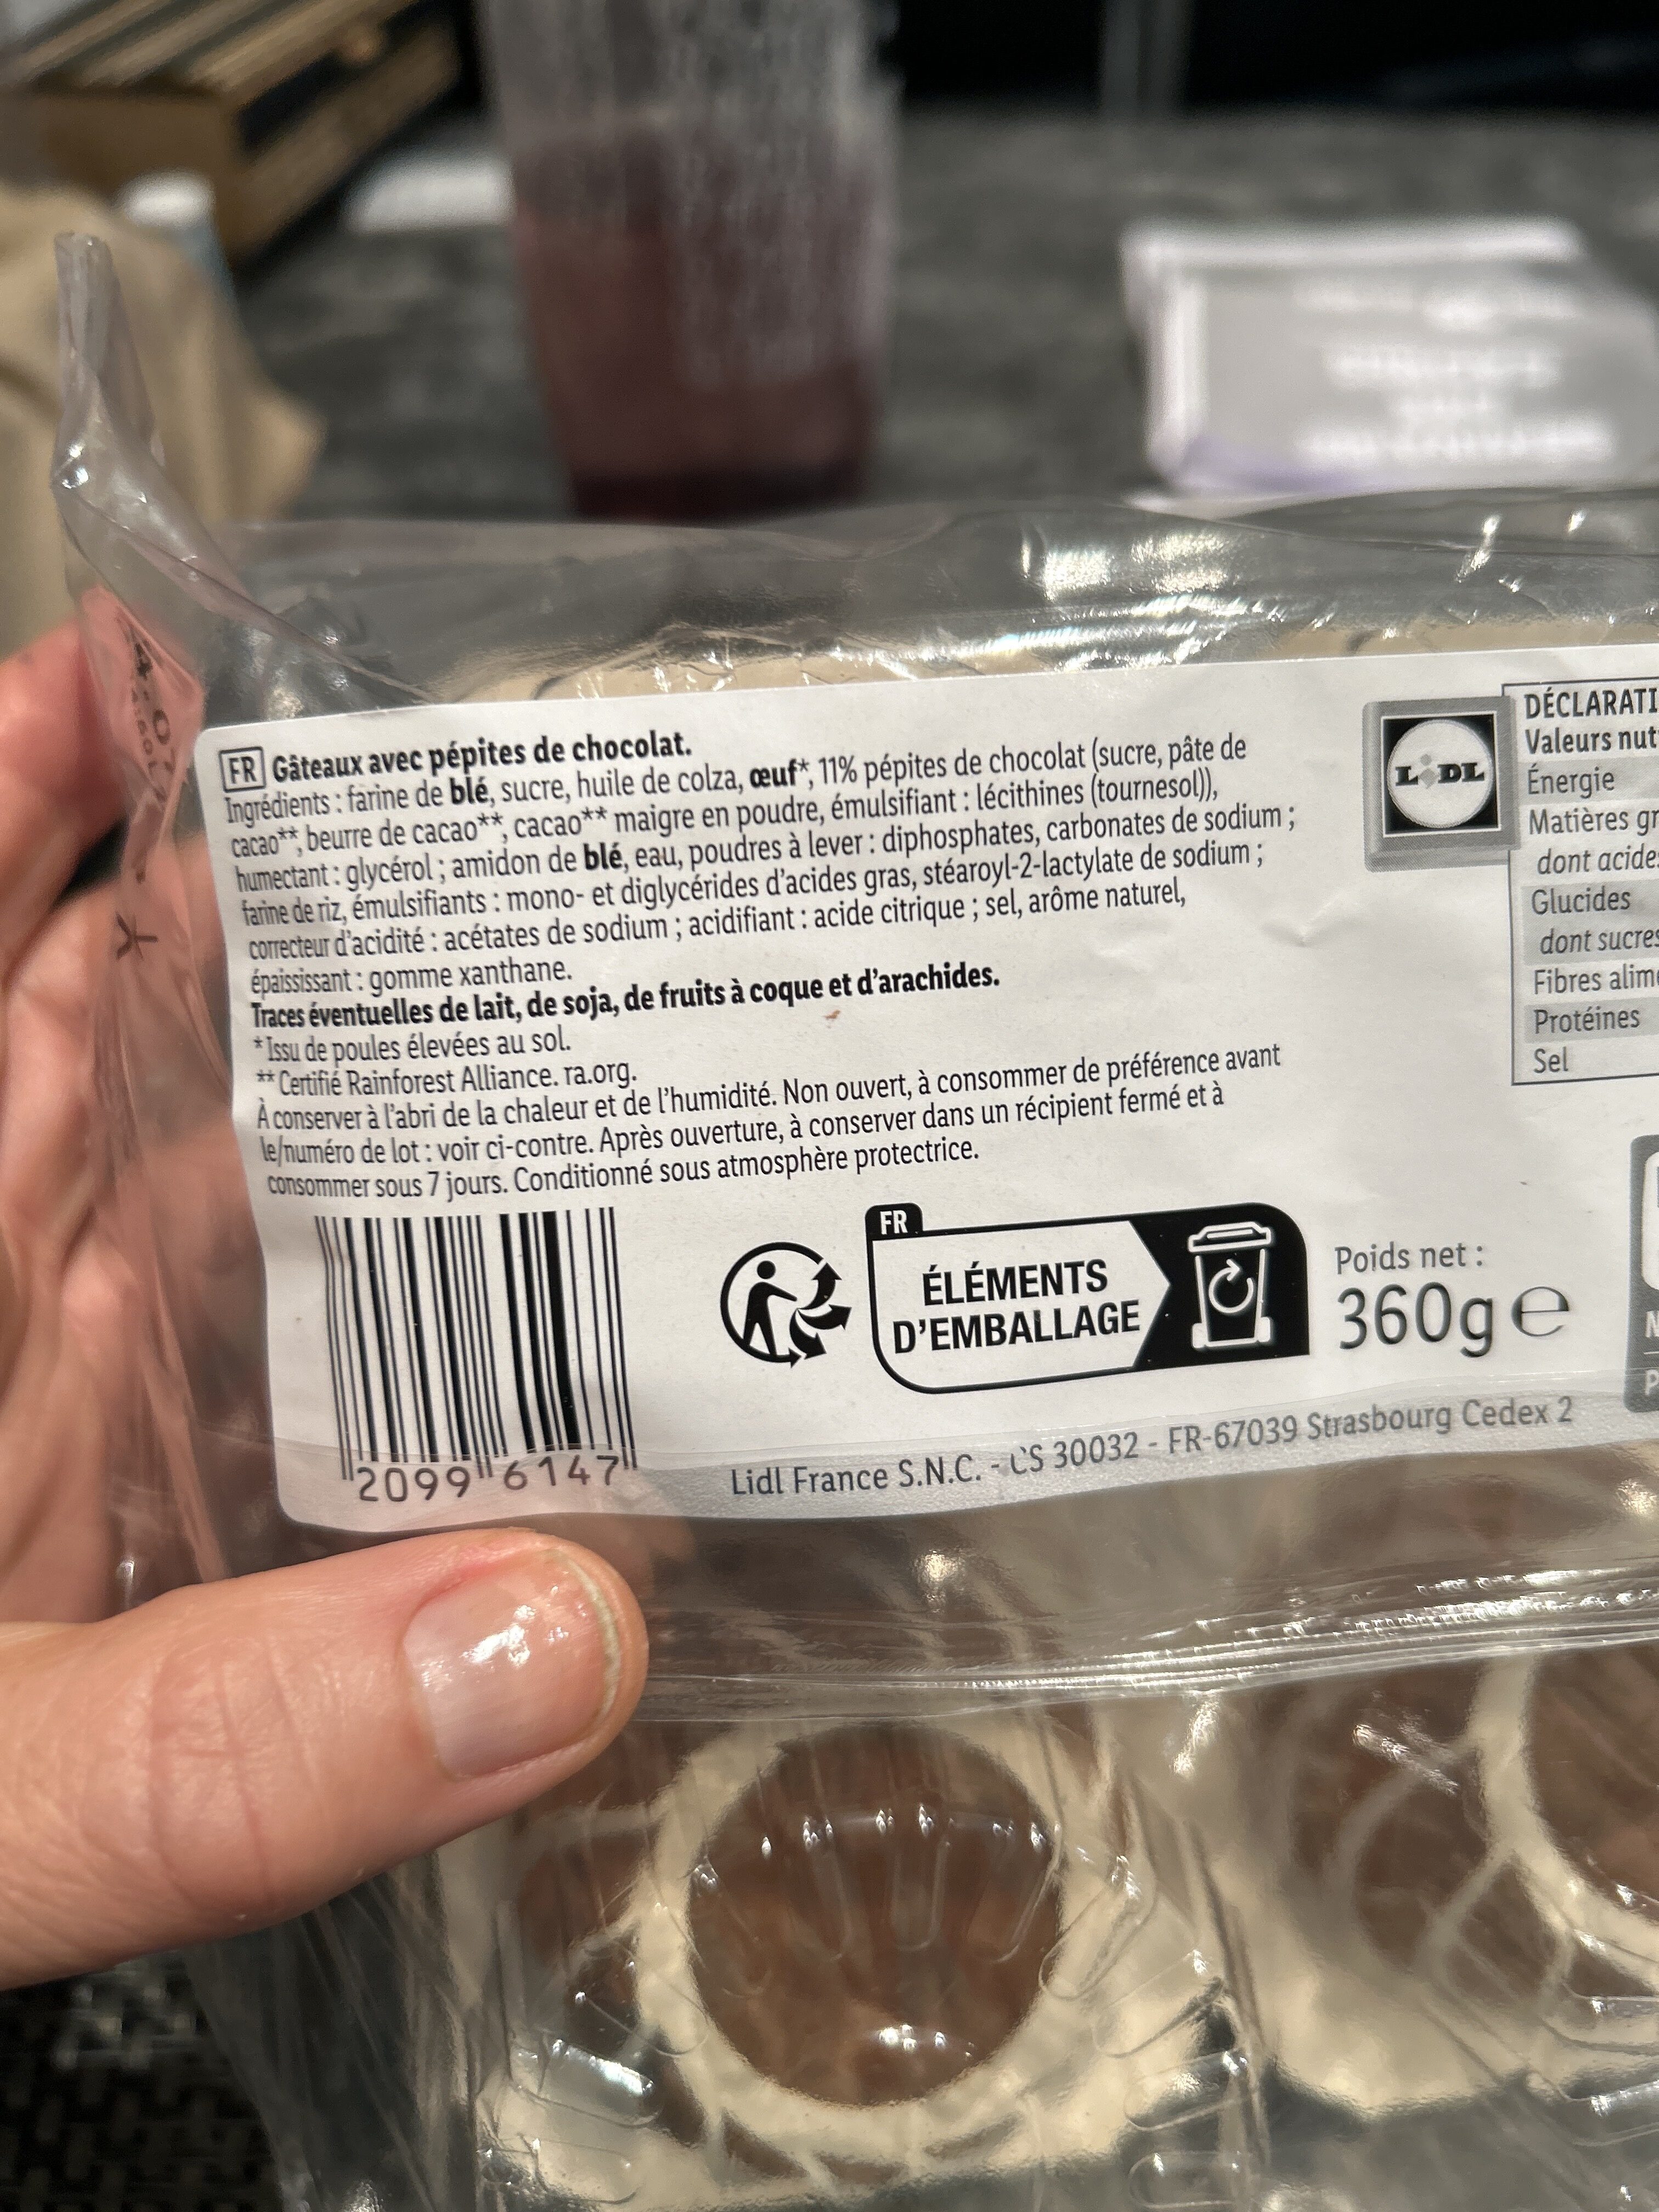 FR Gâteaux avec pépites de chocolat.
Ingrédients : farine de blé, sucre, huile de colza, œuf*, 11% pépites de chocolat (sucre, pâte de
cacao**, beurre de cacao**, cacao** maigre en poudre, émulsifiant : lécithines (tournesol)),
humectant : glycérol ; amidon de blé, eau, poudres à lever : diphosphates, carbonates de sodium ;
farine de riz, émulsifiants : mono- et diglycérides d'acides gras, stéaroyl-2-lactylate de sodium ;
correcteur d'acidité : acétates de sodium ; acidifiant : acide citrique ; sel, arôme naturel,
épaississant : gomme xanthane.
Traces éventuelles de lait, de soja, de fruits à coque et d'arachides.
*Issu de poules élevées au sol.
** Certifié Rainforest Alliance. ra.org.
À conserver à l'abri de la chaleur et de l'humidité. Non ouvert, à consommer de préférence avant
le/numéro de lot : voir ci-contre. Après ouverture, à conserver dans un récipient fermé et à
consommer sous 7 jours. Conditionné sous atmosphère protectrice.
LIDL
DÉCLARATI
Valeurs nut
Énergie
Matières gr
dont acide
Glucides
dont sucres
Fibres alim
Protéines
Sel
2099 6147
FR
ÉLÉMENTS
D'EMBALLAGE
Poids net :
360g e
Lidl France S.N.C. - CS 30032 - FR-67039 Strasbourg Cedex 2